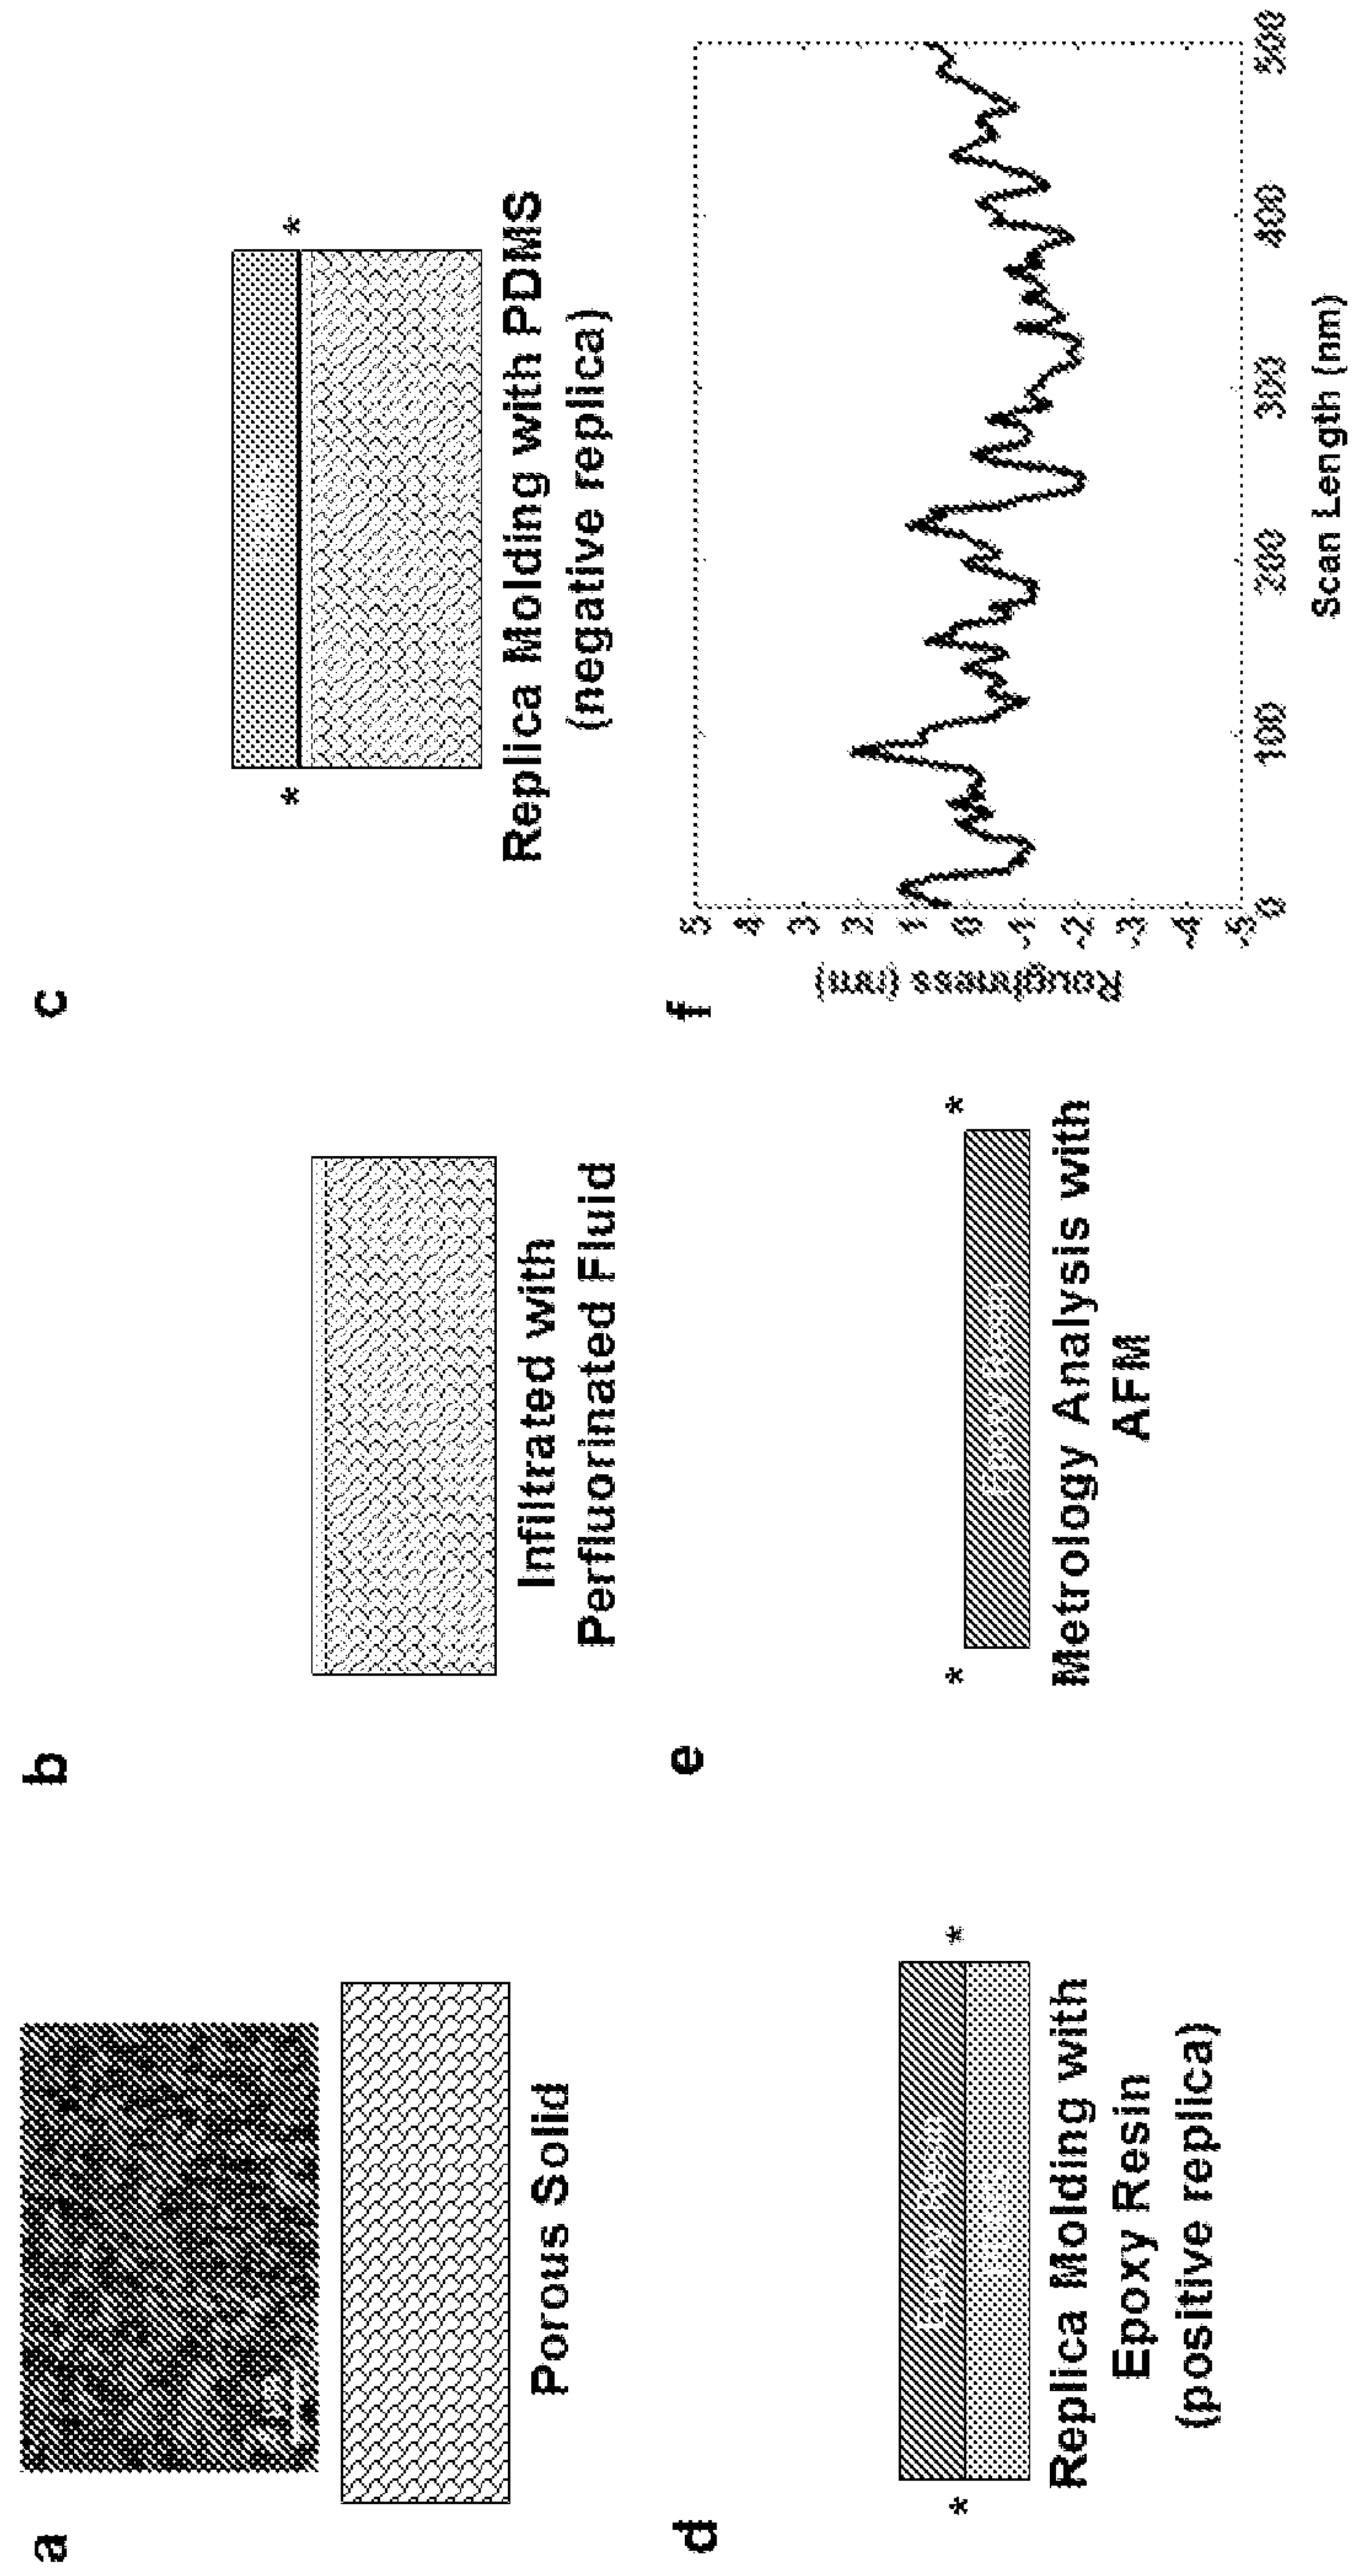 a
Porous Solid
b
Infiltrated with
Perfluorinated Fluid
c
*
*
Replica Molding with PDMS
(negative replica)
d
Epoxy Resin
*
*
Replica Molding with
Epoxy Resin
(positive replica)
e
*
*
Metrology Analysis with
AFM
f
Roughness (nm)
5
4
3
2
1
0
-1
-2
-3
-4
-5
0
100
200
300
400
500
Scan Length (nm)